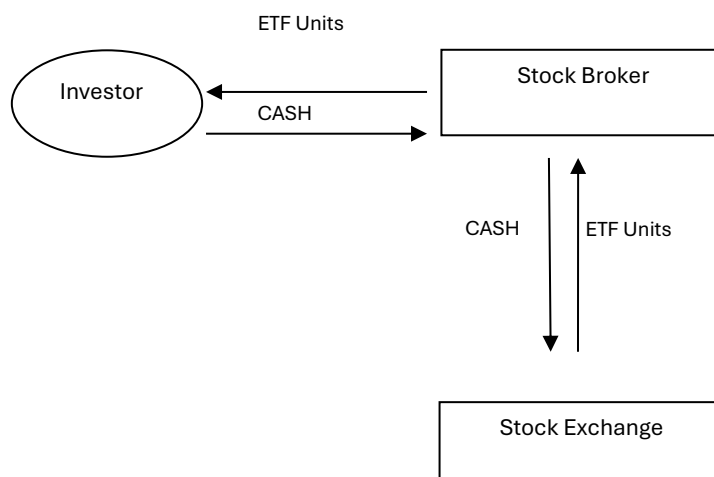 ETF Units
Stock Broker
Investor
CASH
CASH
ETF Units
Stock Exchange